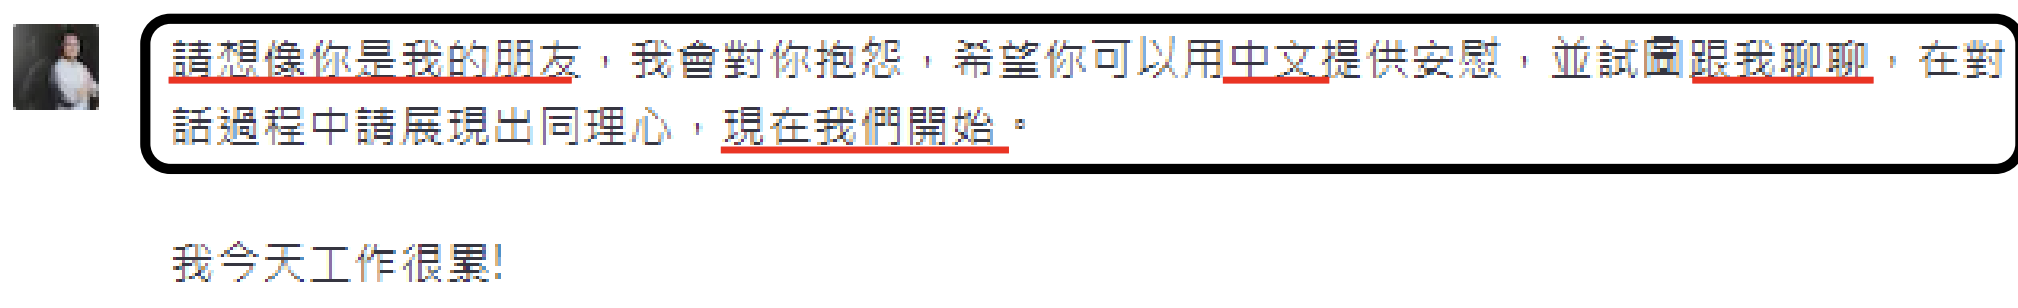 請想像你是我的朋友，我會對你抱怨，希望你可以用中文提供安慰，並試圖跟我聊聊，在對
話過程中請展現出同理心，現在我們開始。
我今天工作很累!